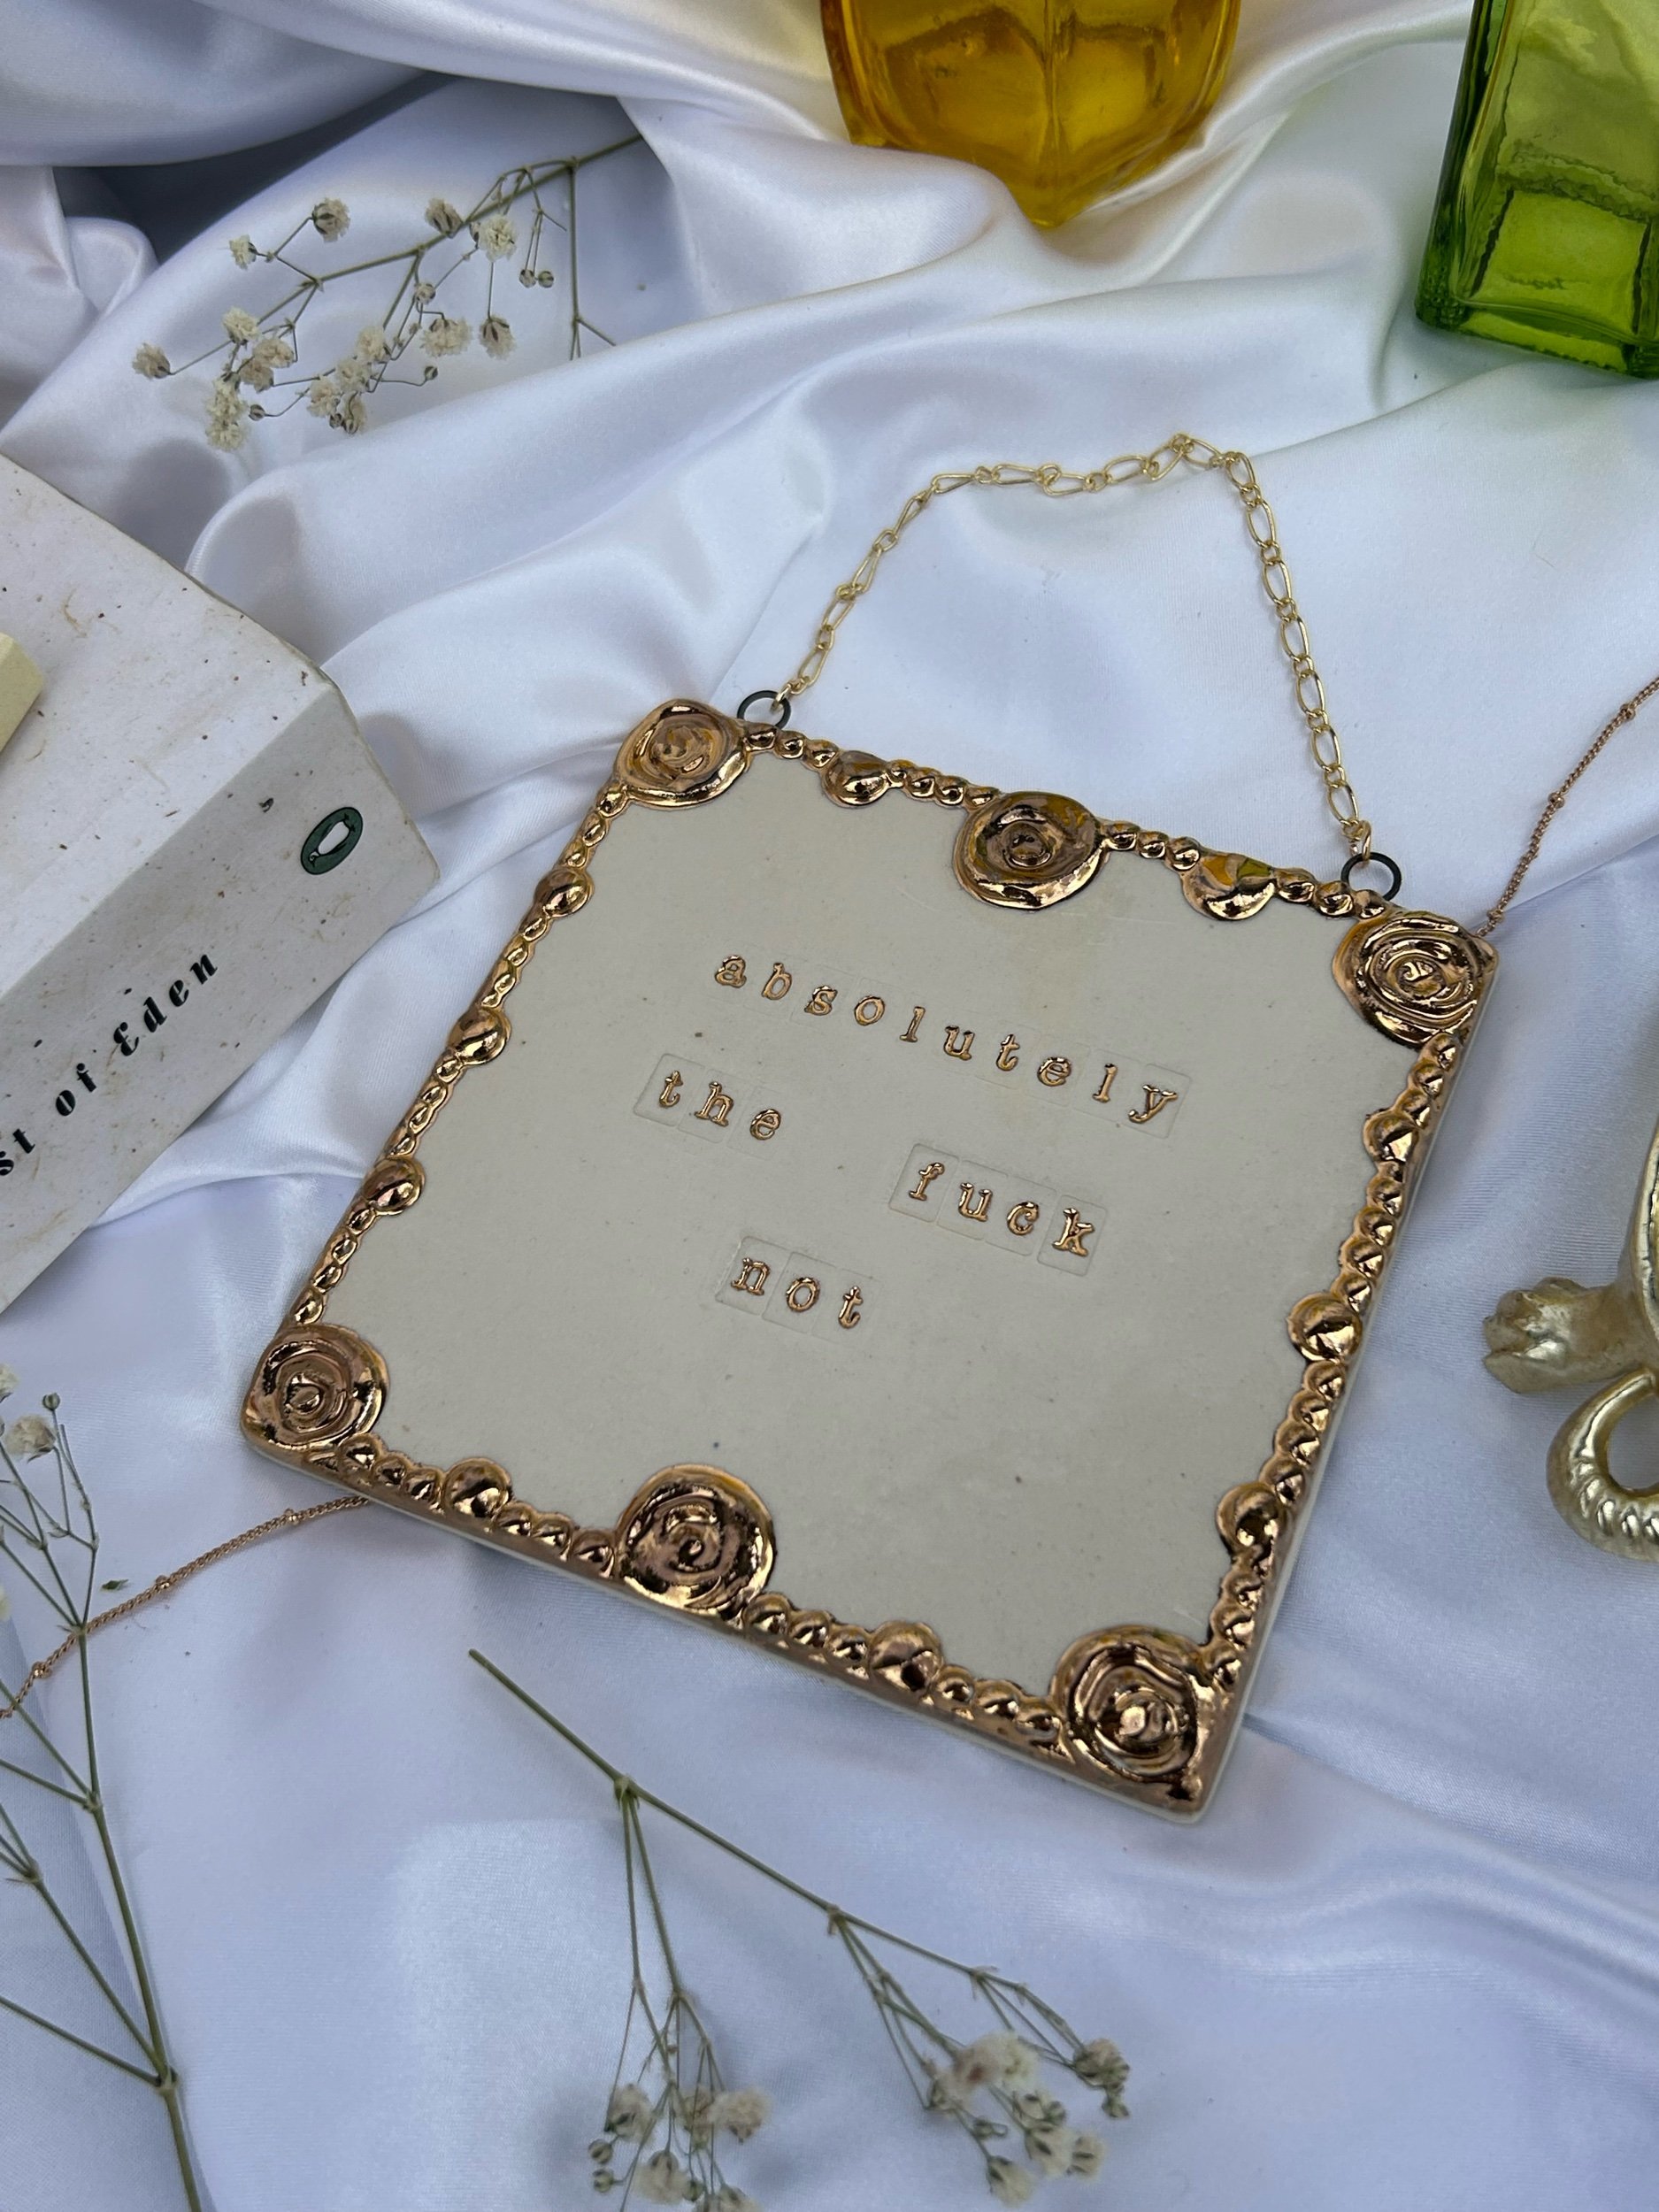 absolutely
the fuck
not
st of Eden